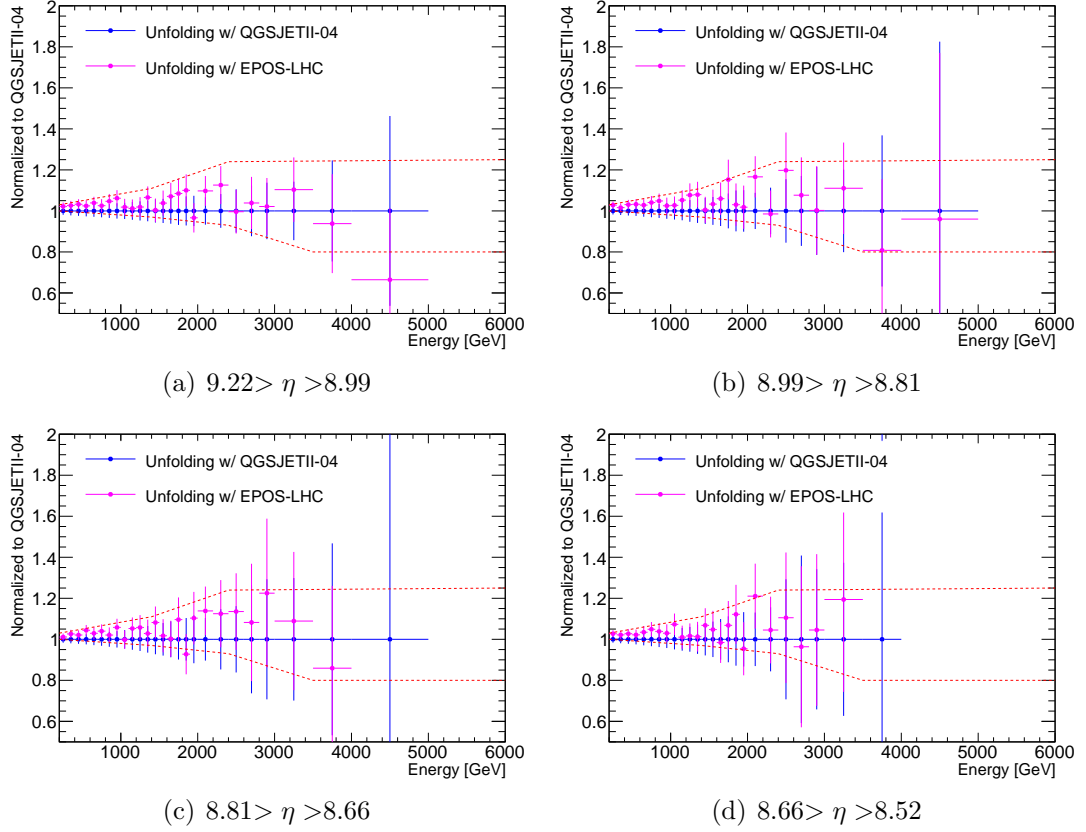 Normalized to QGSJETII-04
2
1.8
1.6
1.4
1.2
1
0.8
0.6
Unfolding w/ QGSJETII-04
Unfolding w/ EPOS-LHC
1000 2000 3000 4000 5000 6000
Energy [GeV]
(a) 9.22> η >8.99
Normalized to QGSJETII-04
2
1.8
1.6
1.4
1.2
1
0.8
0.6
Unfolding w/ QGSJETII-04
Unfolding w/ EPOS-LHC
1000 2000 3000 4000 5000 6000
Energy [GeV]
(b) 8.99> η >8.81
Normalized to QGSJETII-04
2
1.8
1.6
1.4
1.2
1
0.8
0.6
Unfolding w/ QGSJETII-04
Unfolding w/ EPOS-LHC
1000 2000 3000 4000 5000 6000
Energy [GeV]
(c) 8.81> η >8.66
Normalized to QGSJETII-04
2
1.8
1.6
1.4
1.2
1
0.8
0.6
Unfolding w/ QGSJETII-04
Unfolding w/ EPOS-LHC
1000 2000 3000 4000 5000 6000
Energy [GeV]
(d) 8.66> η >8.52